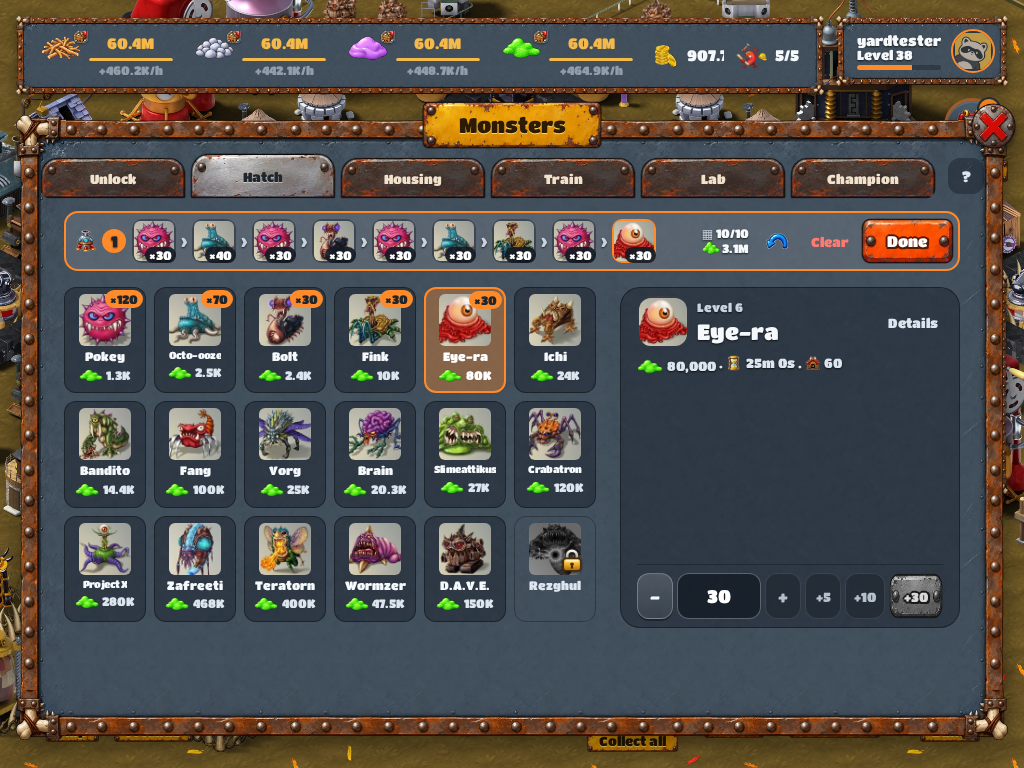 60.4M 60.4M 60.4M 60.4M 907. 5/5
+460.2K/h +442.1K/h +448.7K/h +464.9K/h
yardtester
Level 38
Monsters
Unlock Hatch Housing Train Lab Champion ?
1 ×30 ×40 ×30 ×30 ×30 ×30 ×30 ×30 ×30
10/10
3.1M
Clear Done
×120 ×70 ×30 ×30 ×30
Pokey Octo-ooze Bolt Fink Eye-ra Ichi
1.3K 2.5K 2.4K 10K 80K 24K
Bandito Fang Vorg Brain Slimeattikus Crabatron
14.4K 100K 25K 20.3K 27K 120K
Project X Zafreeti Teratorn Wormzer D.A.V.E. Rezghul
280K 468K 400K 47.5K 150K
Level 6
Eye-ra
Details
80,000 · 25m 0s · 60
- 30 + +5 +10 +30
Collect all